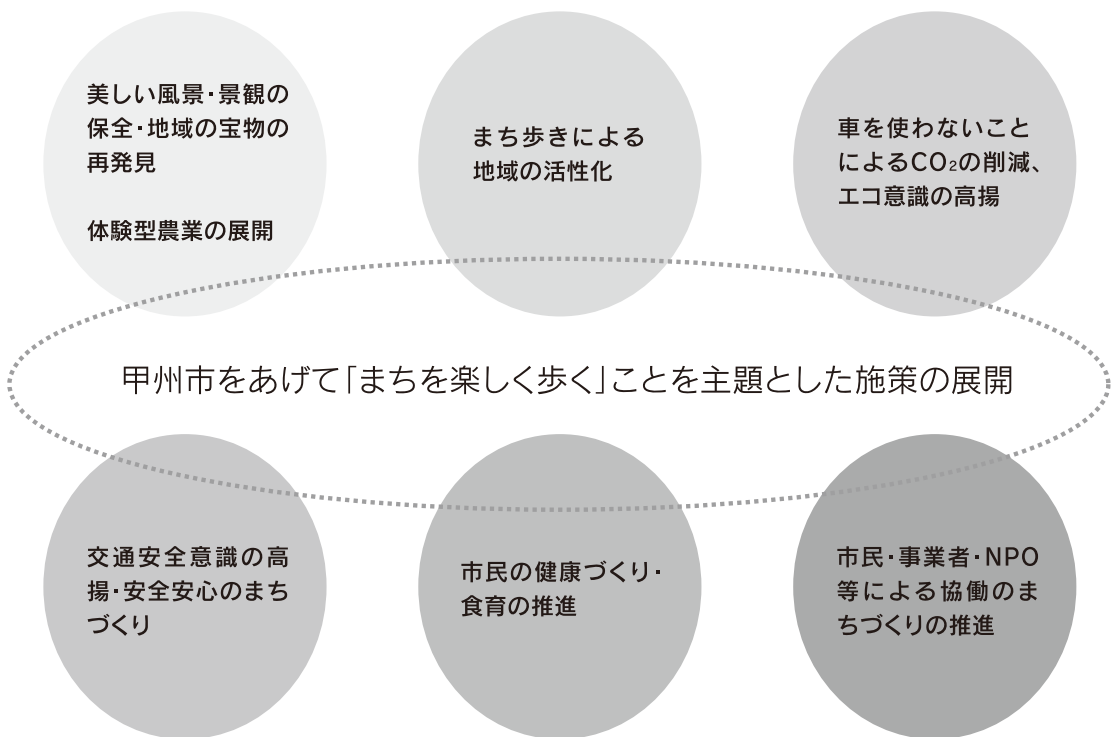 美しい風景・景観の
保全・地域の宝物の
再発見
体験型農業の展開
まち歩きによる
地域の活性化
車を使わないこと
によるCO₂の削減、
エコ意識の高揚
甲州市をあげて「まちを楽しく歩く」ことを主題とした施策の展開
交通安全意識の高
揚・安全安心のまち
づくり
市民の健康づくり・
食育の推進
市民・事業者・NPO
等による協働のま
ちづくりの推進